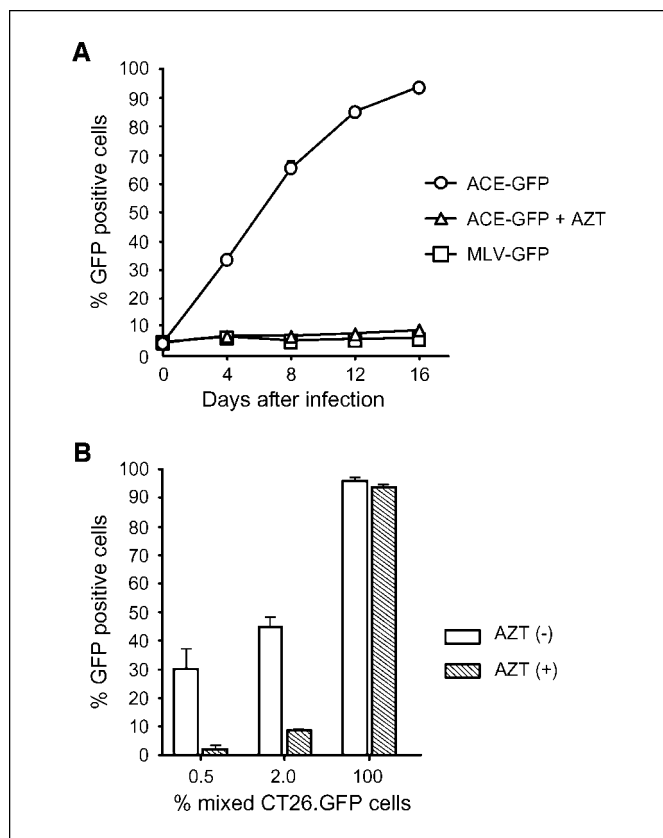 A
100
90
80
70
60
50
40
30
20
10
0
% GFP positive cells
0 4 8 12 16
Days after infection
ACE-GFP
ACE-GFP + AZT
MLV-GFP
B
100
90
80
70
60
50
40
30
20
10
0
% GFP positive cells
0.5 2.0 100
% mixed CT26.GFP cells
AZT (-)
AZT (+)